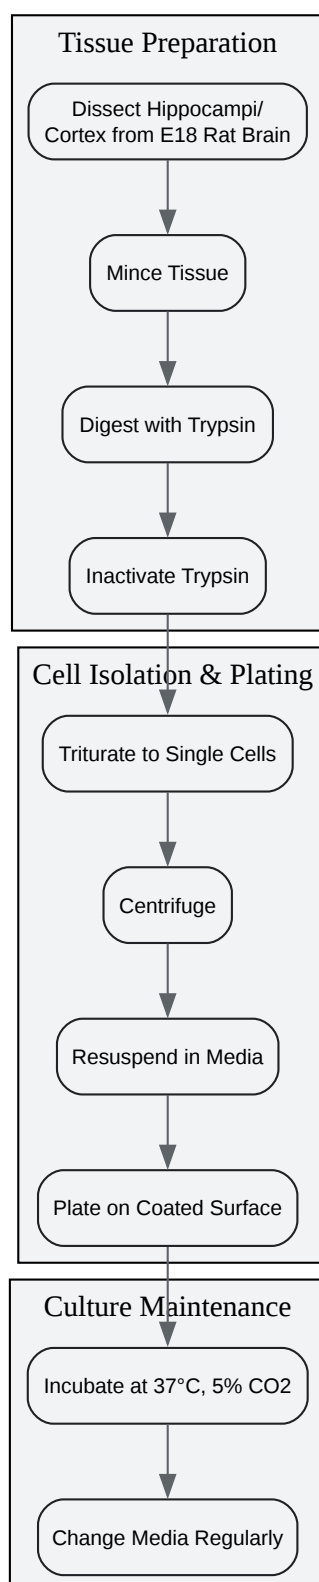 Tissue Preparation
Dissect Hippocampi/
Cortex from E18 Rat Brain
Mince Tissue
Digest with Trypsin
Inactivate Trypsin
Cell Isolation & Plating
Triturate to Single Cells
Centrifuge
Resuspend in Media
Plate on Coated Surface
Culture Maintenance
Incubate at 37°C, 5% CO2
Change Media Regularly